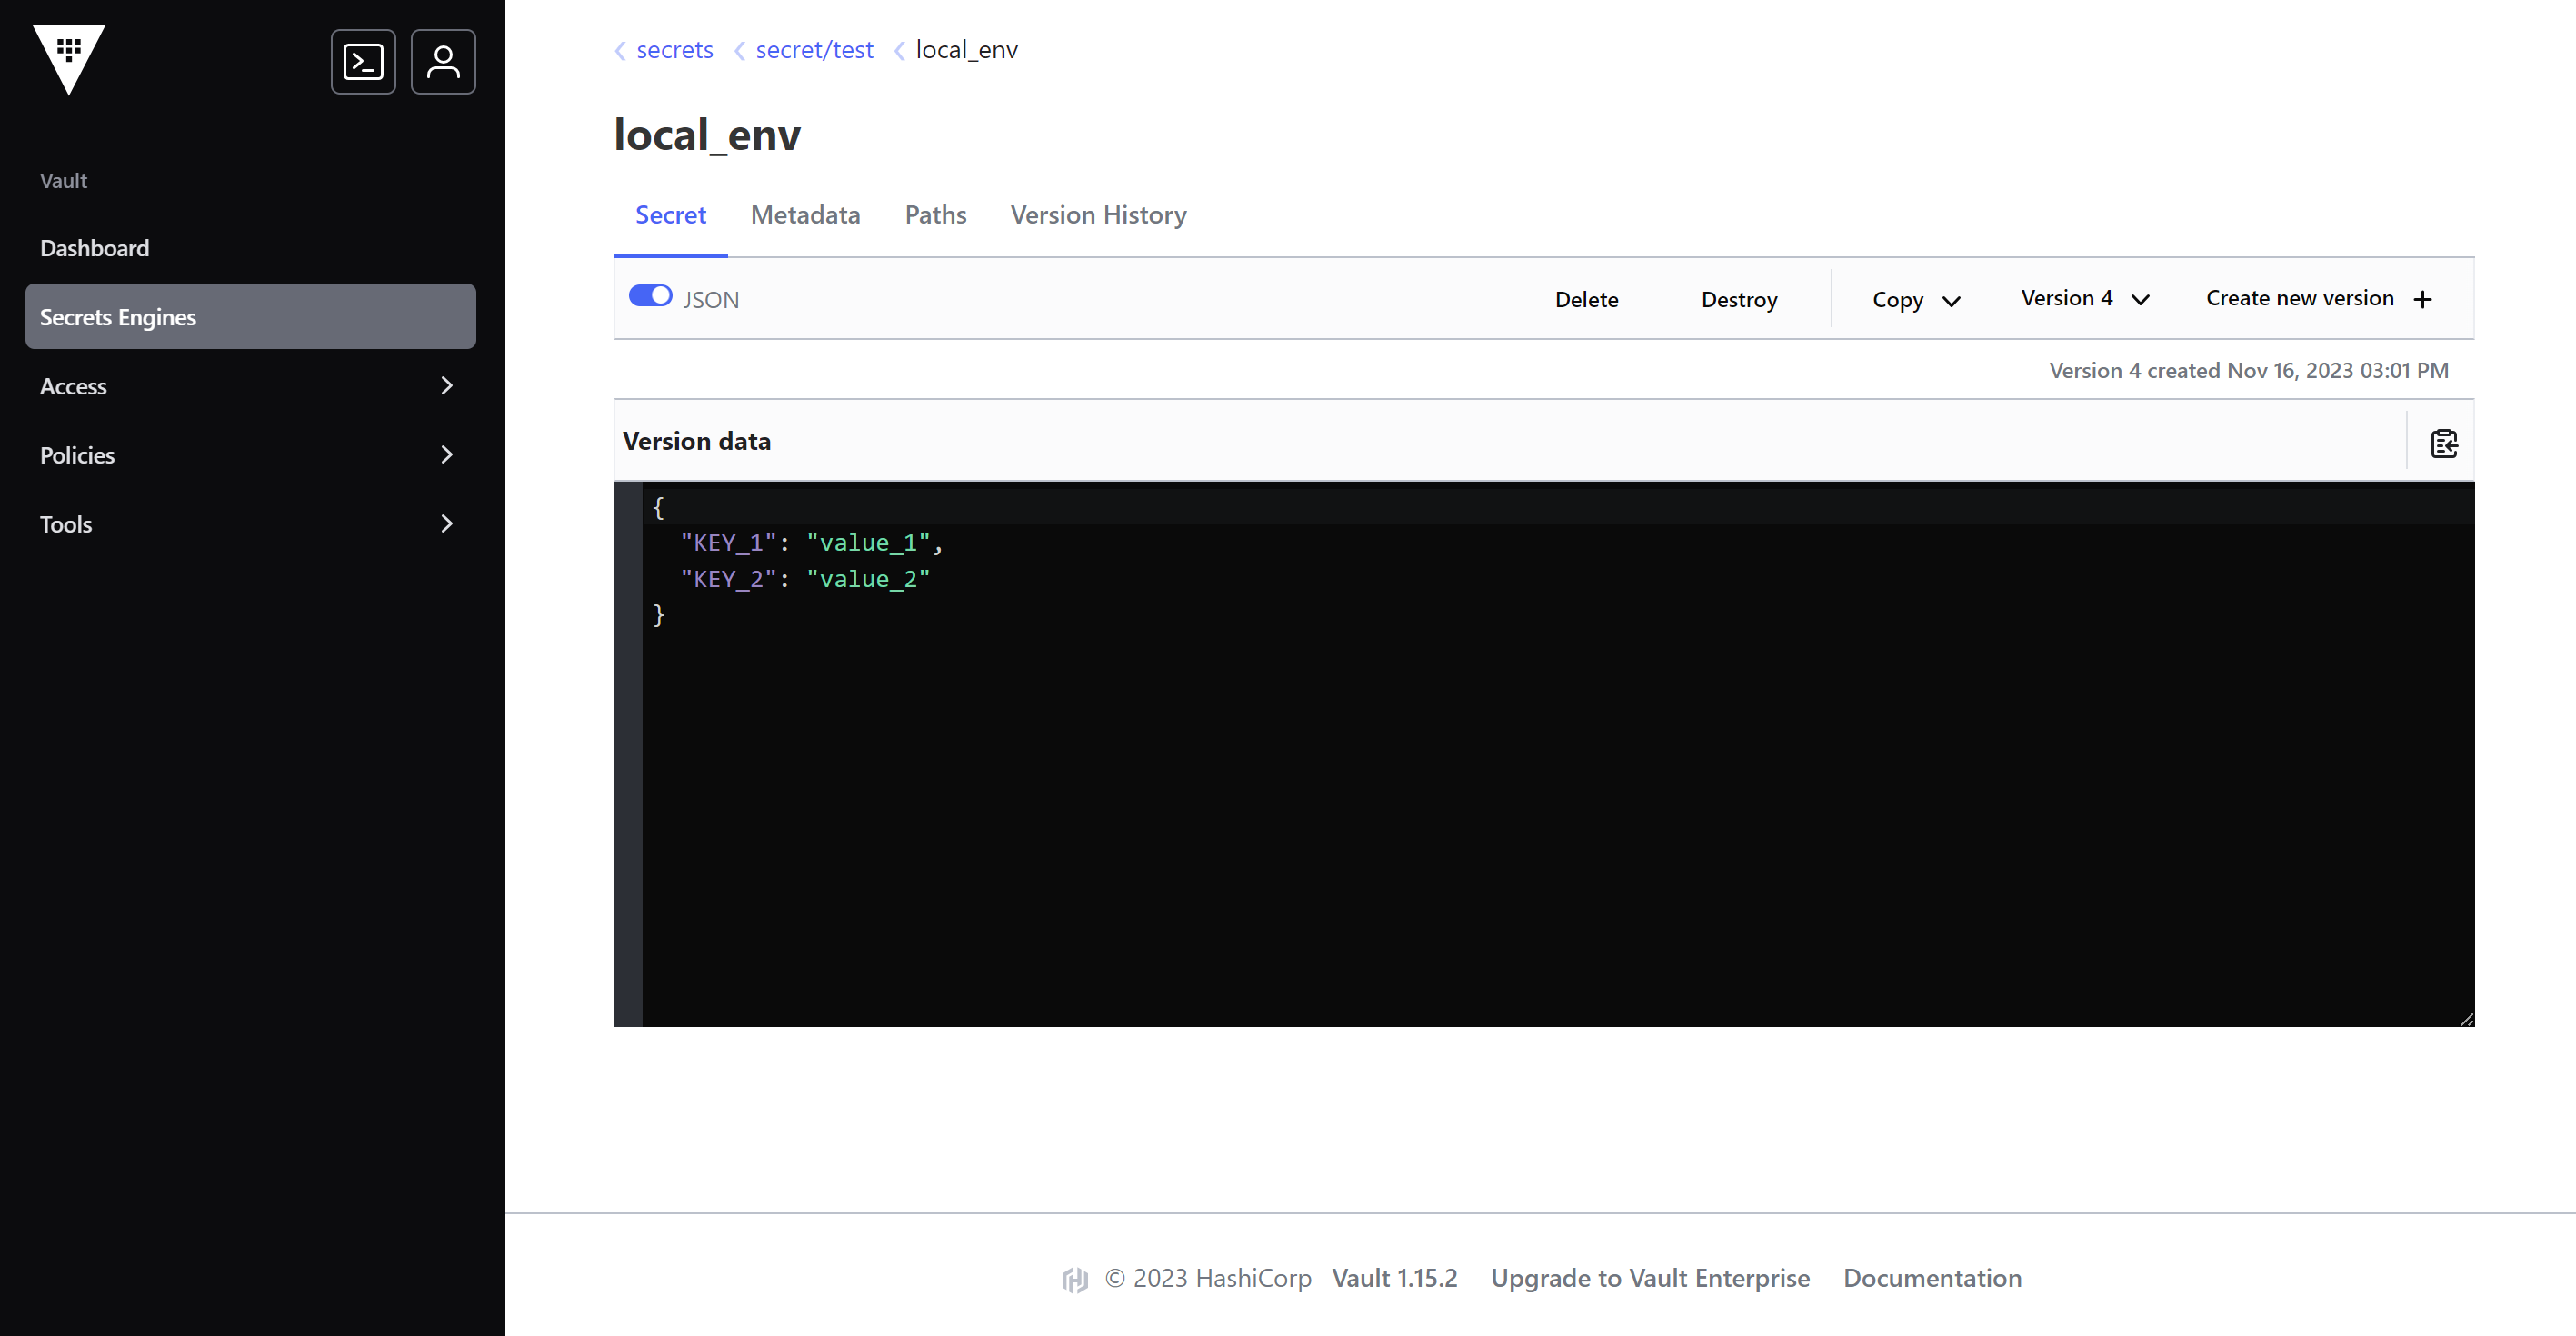 Vault
Dashboard
Secrets Engines
Access
Policies
Tools
secrets secret/test local_env
local_env
Secret Metadata Paths Version History
JSON Delete Destroy Copy Version 4 Create new version +
Version 4 created Nov 16, 2023 03:01 PM
Version data
{
  "KEY_1": "value_1",
  "KEY_2": "value_2"
}
© 2023 HashiCorp Vault 1.15.2 Upgrade to Vault Enterprise Documentation